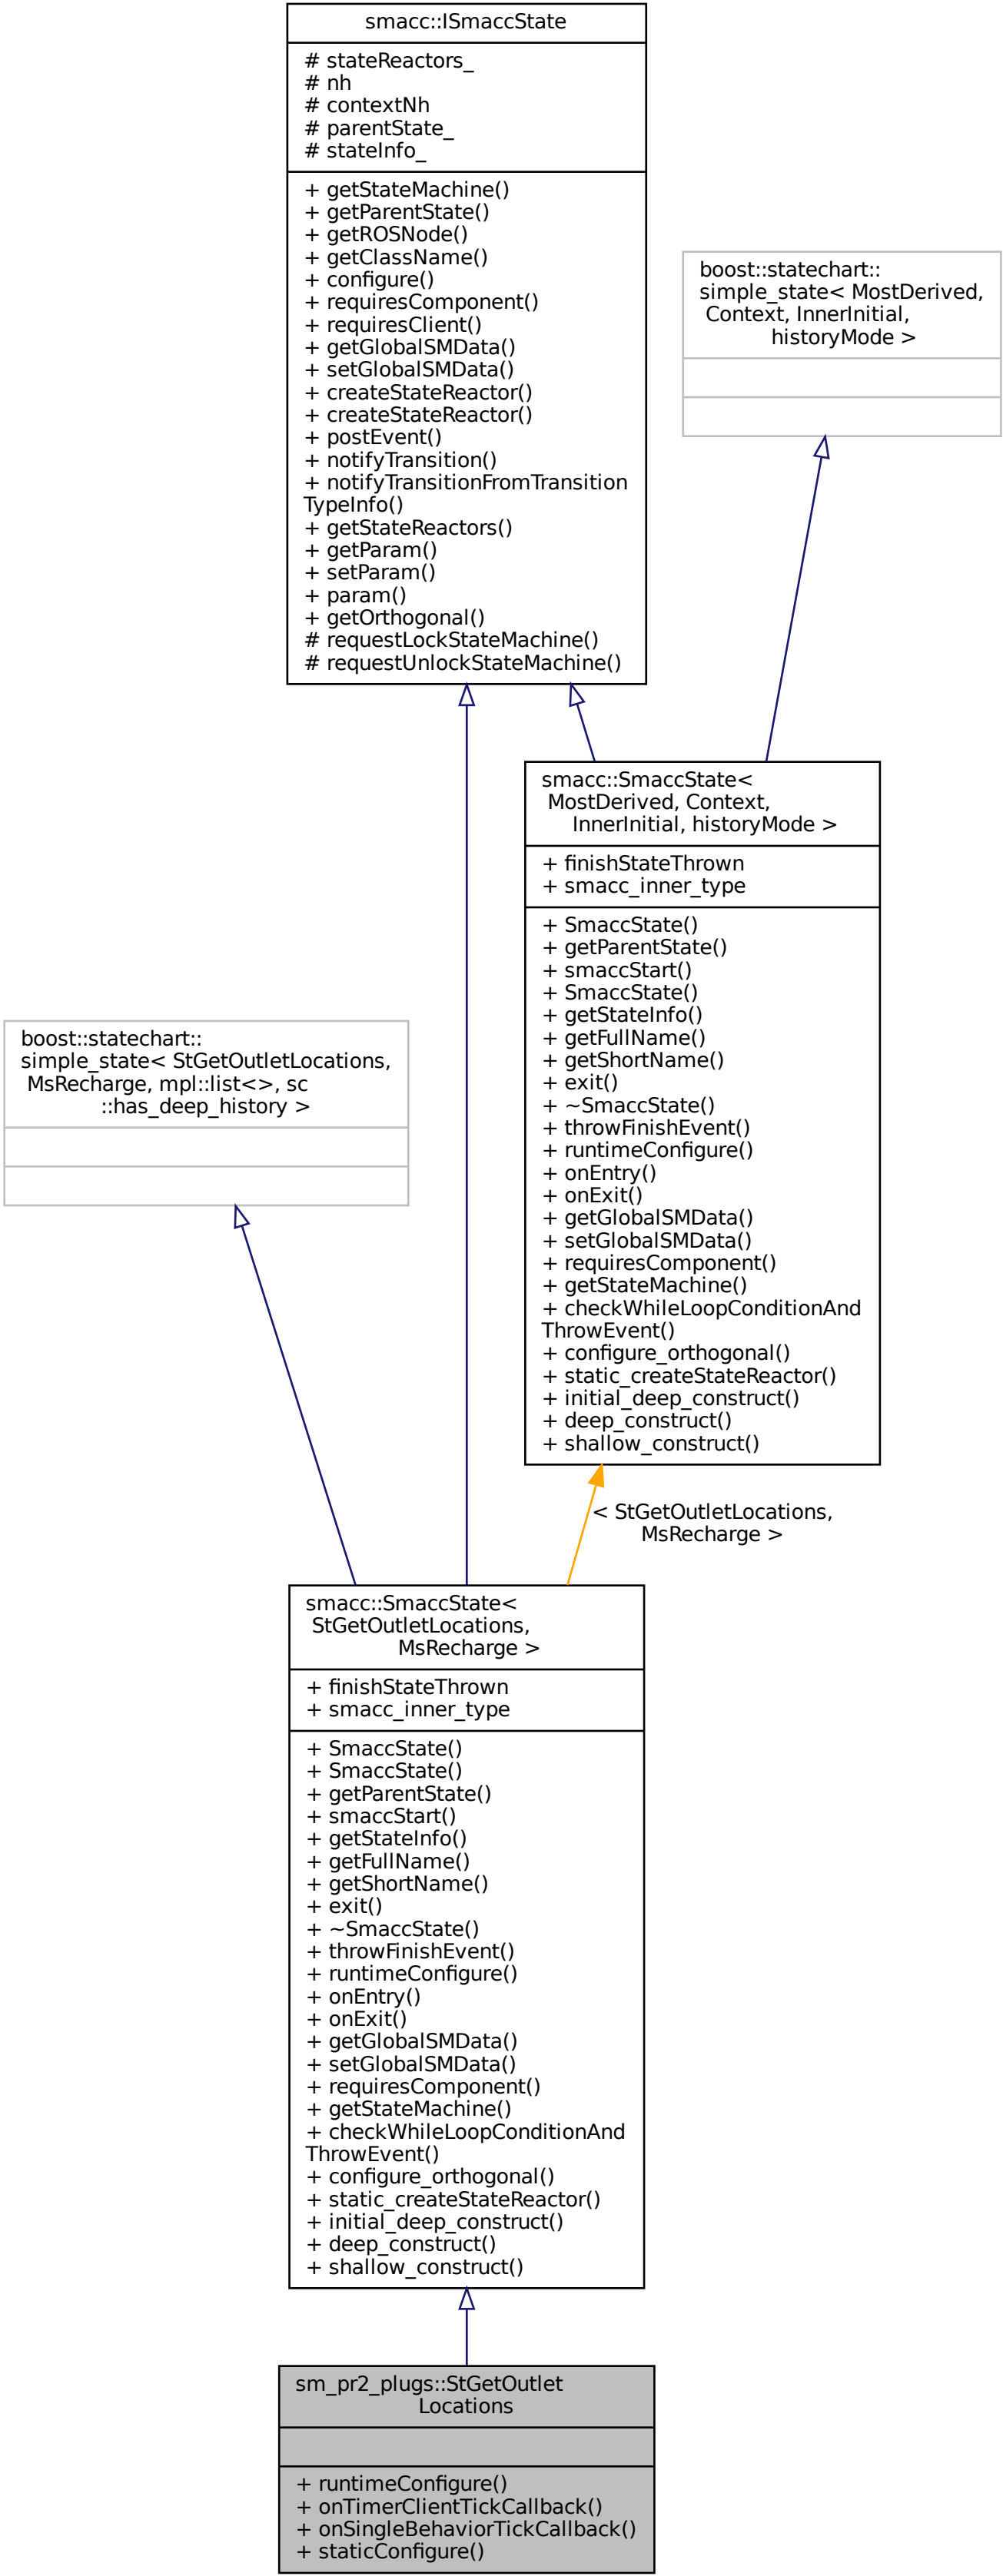 smacc::ISmaccState
# stateReactors_
# nh
# contextNh
# parentState_
# stateInfo_
+ getStateMachine()
+ getParentState()
+ getROSNode()
+ getClassName()
+ configure()
+ requiresComponent()
+ requiresClient()
+ getGlobalSMData()
+ setGlobalSMData()
+ createStateReactor()
+ createStateReactor()
+ postEvent()
+ notifyTransition()
+ notifyTransitionFromTransition
TypeInfo()
+ getStateReactors()
+ getParam()
+ setParam()
+ param()
+ getOrthogonal()
# requestLockStateMachine()
# requestUnlockStateMachine()
boost::statechart::
simple_state< MostDerived,
Context, InnerInitial,
historyMode >
smacc::SmaccState<
MostDerived, Context,
InnerInitial, historyMode >
+ finishStateThrown
+ smacc_inner_type
+ SmaccState()
+ getParentState()
+ smaccStart()
+ SmaccState()
+ getStateInfo()
+ getFullName()
+ getShortName()
+ exit()
+ ~SmaccState()
+ throwFinishEvent()
+ runtimeConfigure()
+ onEntry()
+ onExit()
+ getGlobalSMData()
+ setGlobalSMData()
+ requiresComponent()
+ getStateMachine()
+ checkWhileLoopConditionAnd
ThrowEvent()
+ configure_orthogonal()
+ static_createStateReactor()
+ initial_deep_construct()
+ deep_construct()
+ shallow_construct()
boost::statechart::
simple_state< StGetOutletLocations,
MsRecharge, mpl::list<>, sc
::has_deep_history >
< StGetOutletLocations,
MsRecharge >
smacc::SmaccState<
StGetOutletLocations,
MsRecharge >
+ finishStateThrown
+ smacc_inner_type
+ SmaccState()
+ SmaccState()
+ getParentState()
+ smaccStart()
+ getStateInfo()
+ getFullName()
+ getShortName()
+ exit()
+ ~SmaccState()
+ throwFinishEvent()
+ runtimeConfigure()
+ onEntry()
+ onExit()
+ getGlobalSMData()
+ setGlobalSMData()
+ requiresComponent()
+ getStateMachine()
+ checkWhileLoopConditionAnd
ThrowEvent()
+ configure_orthogonal()
+ static_createStateReactor()
+ initial_deep_construct()
+ deep_construct()
+ shallow_construct()
sm_pr2_plugs::StGetOutlet
Locations
+ runtimeConfigure()
+ onTimerClientTickCallback()
+ onSingleBehaviorTickCallback()
+ staticConfigure()